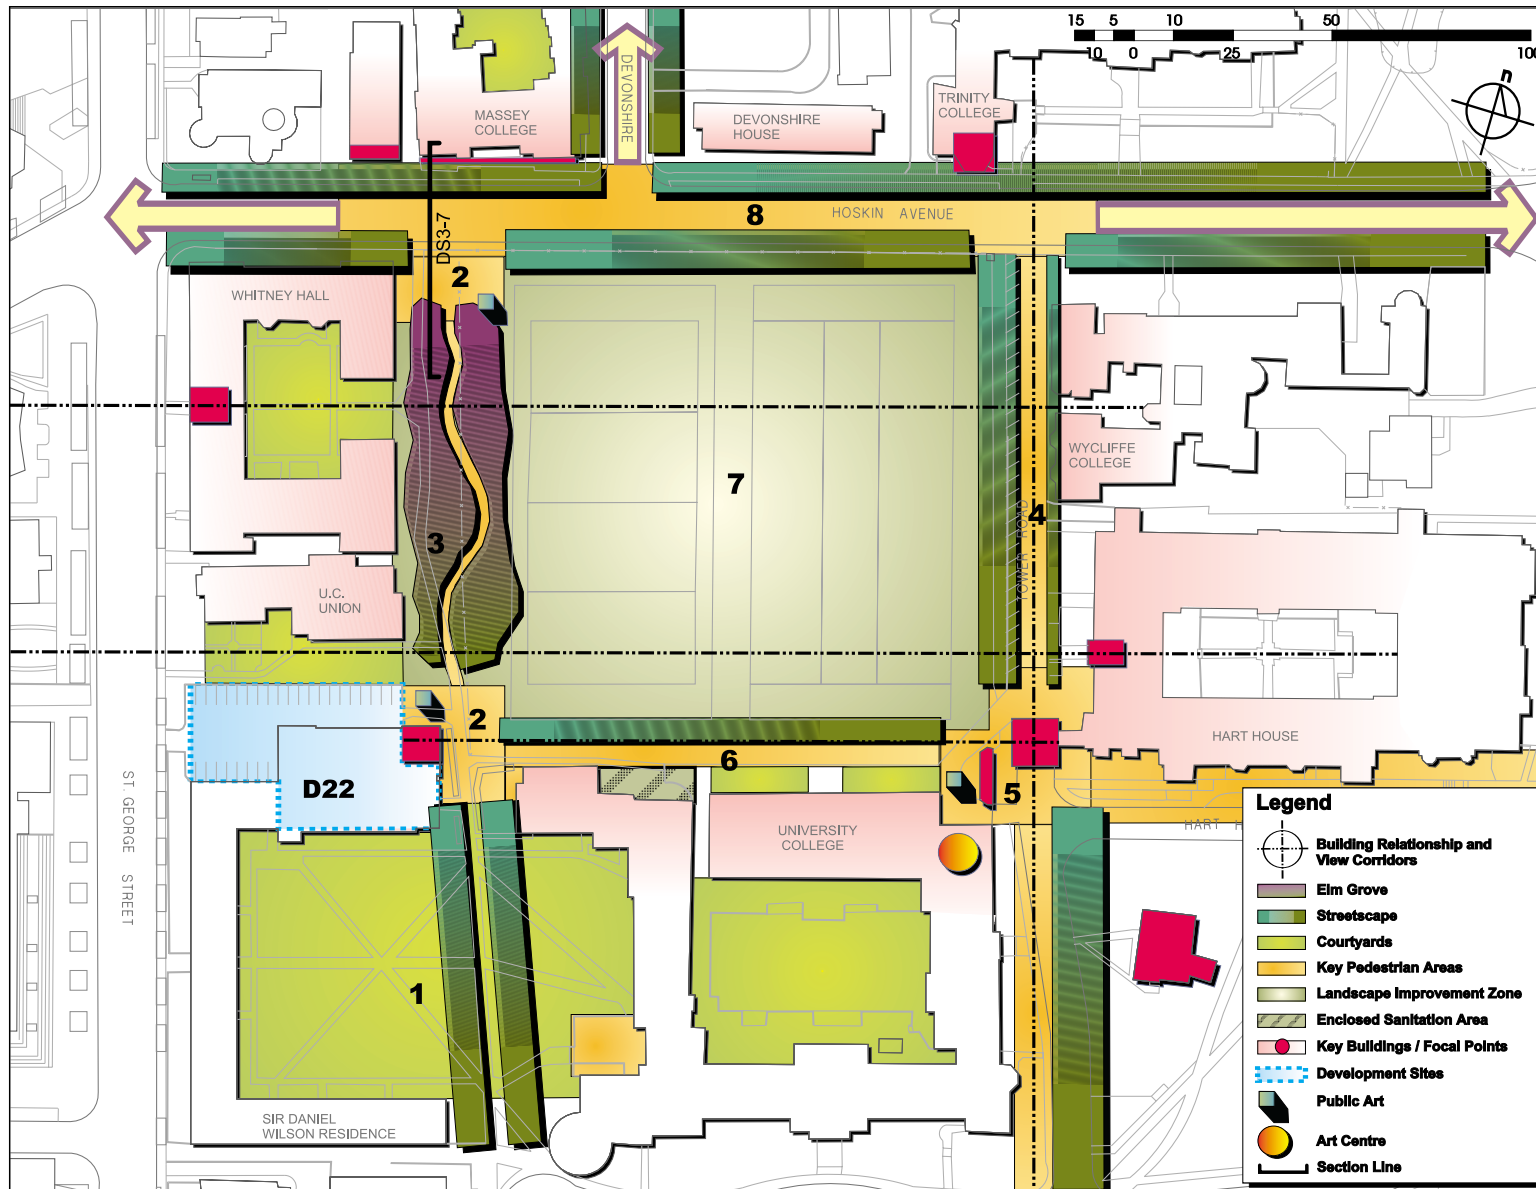 15 5 10 50
10 0 25 100
n
DEVONSHIRE
MASSEY
COLLEGE
DEVONSHIRE
HOUSE
TRINITY
COLLEGE
8
HOSKIN AVENUE
DS3-7
2
WHITNEY HALL
7
3
4
TOWER ROAD
WYCLIFFE
COLLEGE
U.C.
UNION
2
6
HART HOUSE
D22
5
ST. GEORGE STREET
UNIVERSITY
COLLEGE
HART H
1
SIR DANIEL
WILSON RESIDENCE
Legend
Building Relationship and
View Corridors
Elm Grove
Streetscape
Courtyards
Key Pedestrian Areas
Landscape Improvement Zone
Enclosed Sanitation Area
Key Buildings / Focal Points
Development Sites
Public Art
Art Centre
Section Line